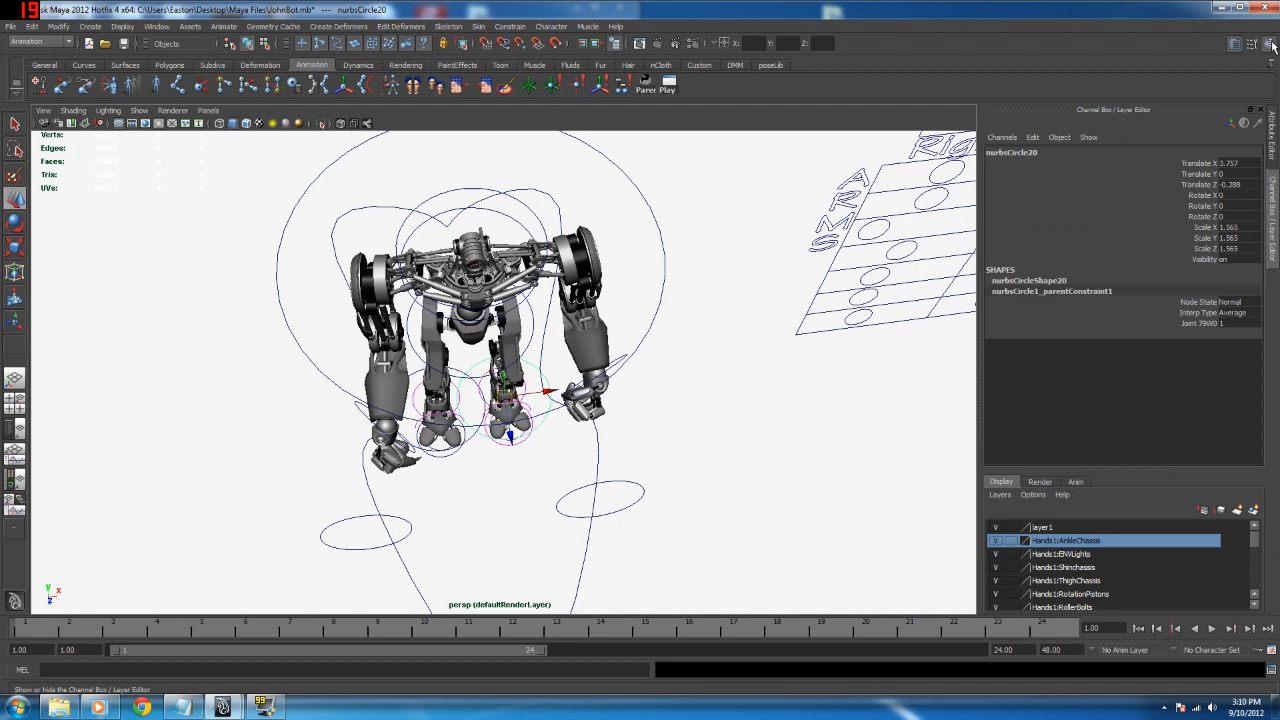 19
sk Maya 2012 Hotfix 4 x64: C:\Users\Easton\Desktop\Maya Files\JohnBot.mb* --- nurbsCircle20
File Edit Modify Create Display Window Assets Animate Geometry Cache Create Deformers Edit Deformers Skeleton Skin Constrain Character Muscle Help
Animation Objects X: Y: Z:
General Curves Surfaces Polygons Subdivs Deformation Animation Dynamics Rendering PaintEffects Toon Muscle Fluids Fur Hair nCloth Custom DMM poseLib
Parer Play
View Shading Lighting Show Renderer Panels
Verts:
Edges:
Faces:
Tris:
UVs:
ARMS
Channel Box / Layer Editor
Channels Edit Object Show
nurbsCircle20
Translate X 3.757
Translate Y 0
Translate Z -0.288
Rotate X 0
Rotate Y 0
Rotate Z 0
Scale X 1.565
Scale Y 1.565
Scale Z 1.565
Visibility on
SHAPES
nurbsCircleShape20
nurbsCircle1_parentConstraint1
Node State Normal
Interp Type Average
Joint 79W0 1
Attribute Editor
Channel Box / Layer Editor
Display Render Anim
Layers Options Help
V layer1
V Hands1:AnkleChassis
V Hands1:ENVLights
V Hands1:Shinchassis
V Hands1:ThighChassis
V Hands1:RotationPistons
V Hands1:RollerBolts
y x z
persp (defaultRenderLayer)
1 2 3 4 5 6 7 8 9 10 11 12 13 14 15 16 17 18 19 20 21 22 23 24 1.00
1.00 1.00 1 24 24.00 48.00 No Anim Layer No Character Set
MEL
Show or hide the Channel Box / Layer Editor
99
3:10 PM
9/10/2012